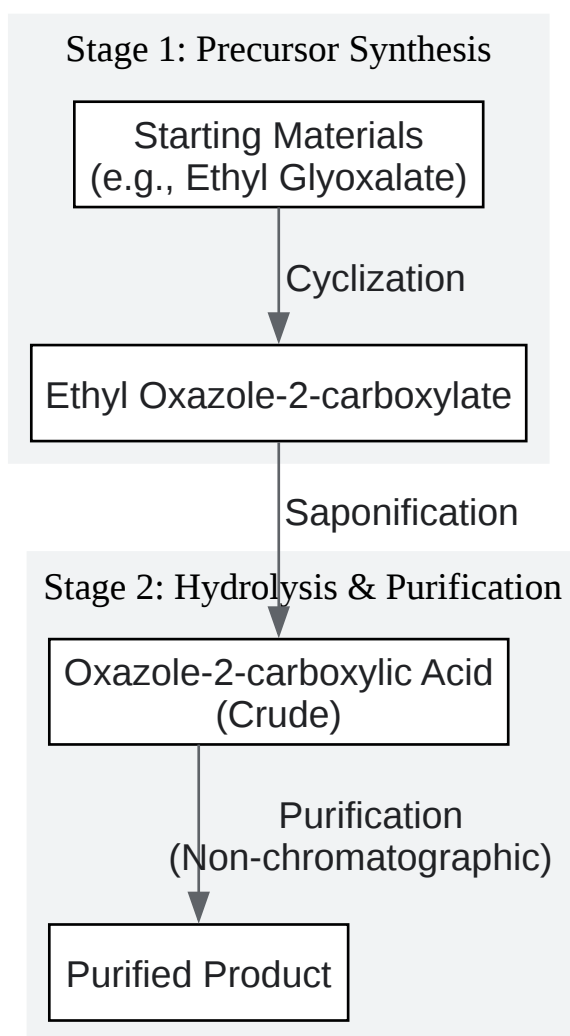 Stage 1: Precursor Synthesis
Starting Materials
(e.g., Ethyl Glyoxalate)
Cyclization
Ethyl Oxazole-2-carboxylate
Saponification
Stage 2: Hydrolysis & Purification
Oxazole-2-carboxylic Acid
(Crude)
Purification
(Non-chromatographic)
Purified Product